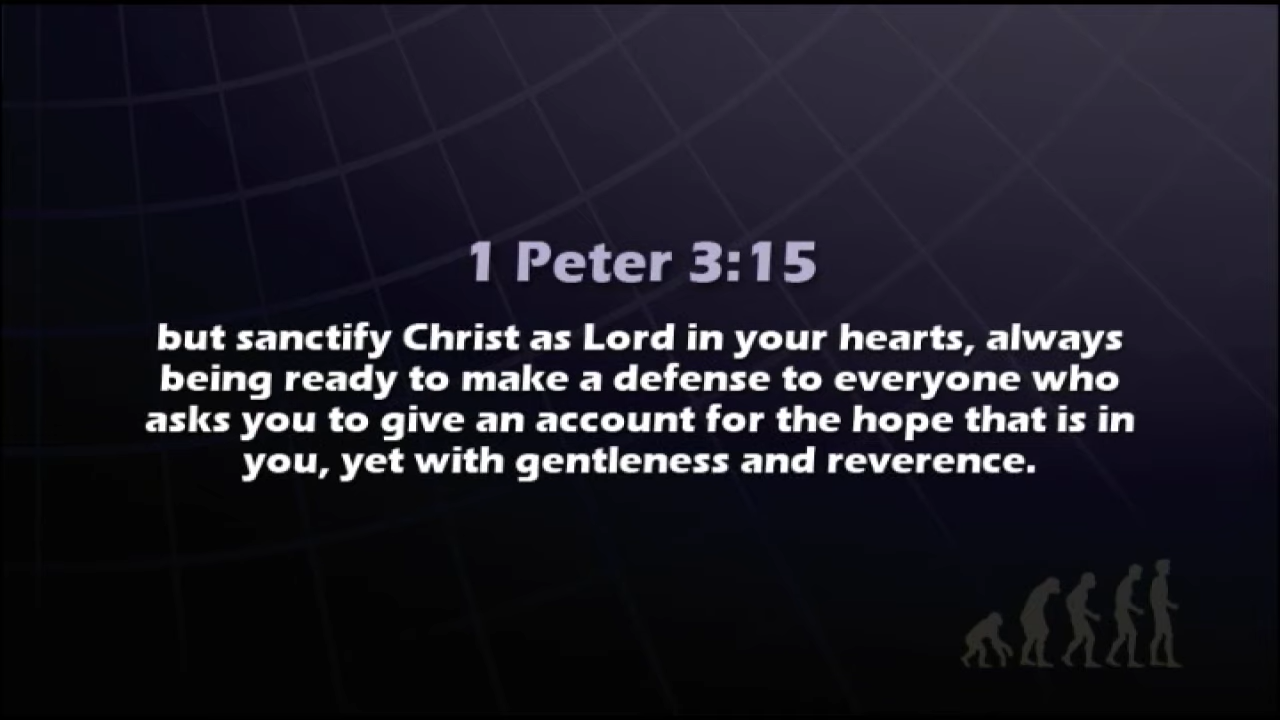 1 Peter 3:15
but sanctify Christ as Lord in your hearts, always
being ready to make a defense to everyone who
asks you to give an account for the hope that is in
you, yet with gentleness and reverence.